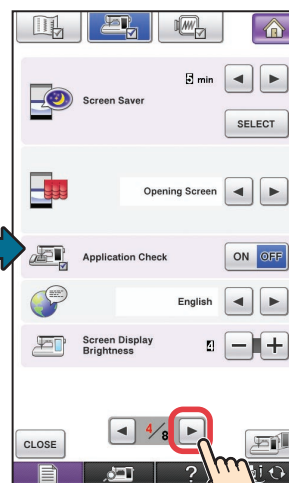 5 min
Screen Saver
SELECT
Opening Screen
Application Check
ON OFF
English
Screen Display
Brightness
4
CLOSE
4/8
?